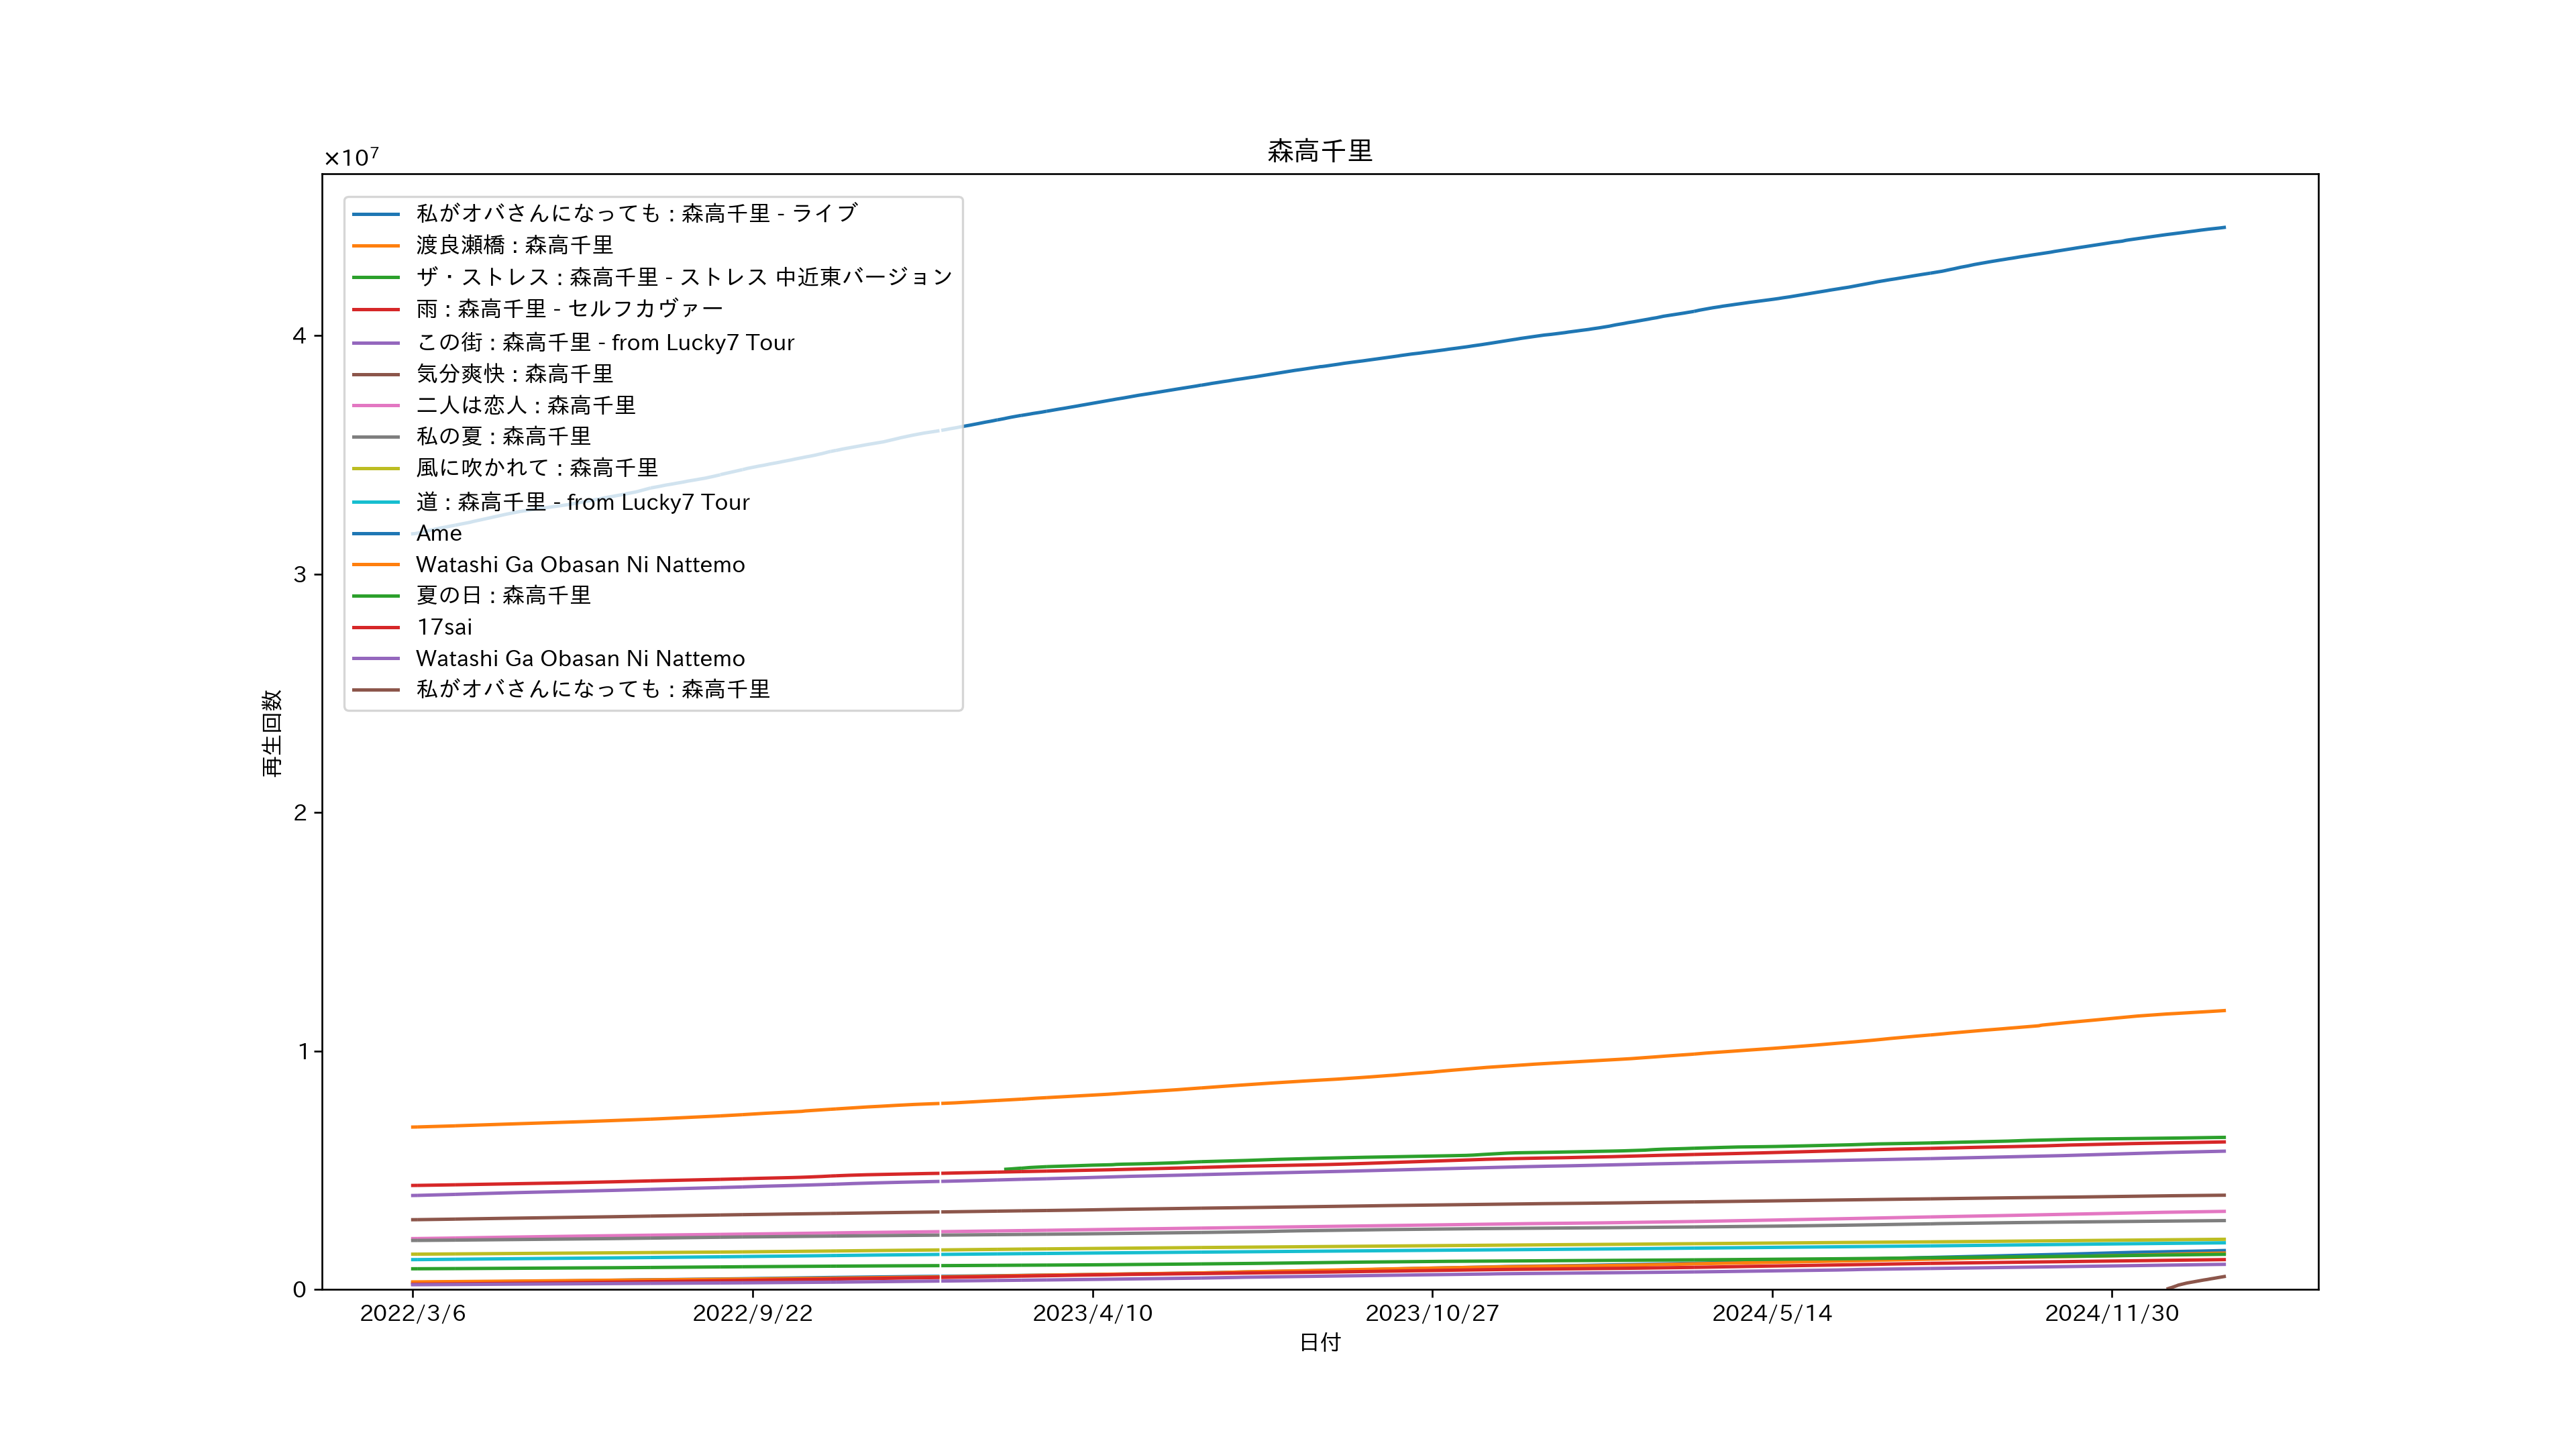 森高千里
×10⁷
私がオバさんになっても : 森高千里 - ライブ
渡良瀬橋 : 森高千里
ザ・ストレス : 森高千里 - ストレス 中近東バージョン
雨 : 森高千里 - セルフカヴァー
この街 : 森高千里 - from Lucky7 Tour
気分爽快 : 森高千里
二人は恋人 : 森高千里
私の夏 : 森高千里
風に吹かれて : 森高千里
道 : 森高千里 - from Lucky7 Tour
Ame
Watashi Ga Obasan Ni Nattemo
夏の日 : 森高千里
17sai
Watashi Ga Obasan Ni Nattemo
私がオバさんになっても : 森高千里
4
3
2
1
0
再生回数
2022/3/6 2022/9/22 2023/4/10 2023/10/27 2024/5/14 2024/11/30
日付